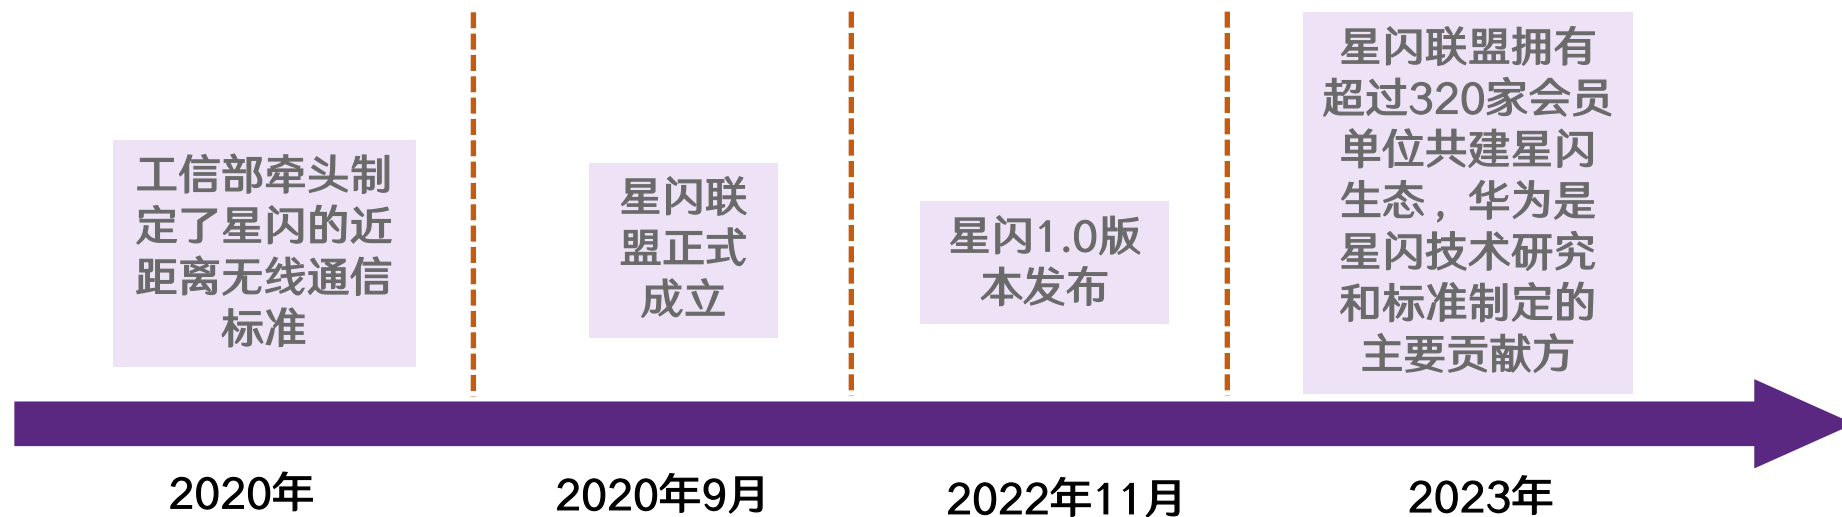 工信部牵头制
定了星闪的近
距离无线通信
标准
星闪联
盟正式
成立
星闪1.0版
本发布
星闪联盟拥有
超过320家会员
单位共建星闪
生态，华为是
星闪技术研究
和标准制定的
主要贡献方
2020年
2020年9月
2022年11月
2023年